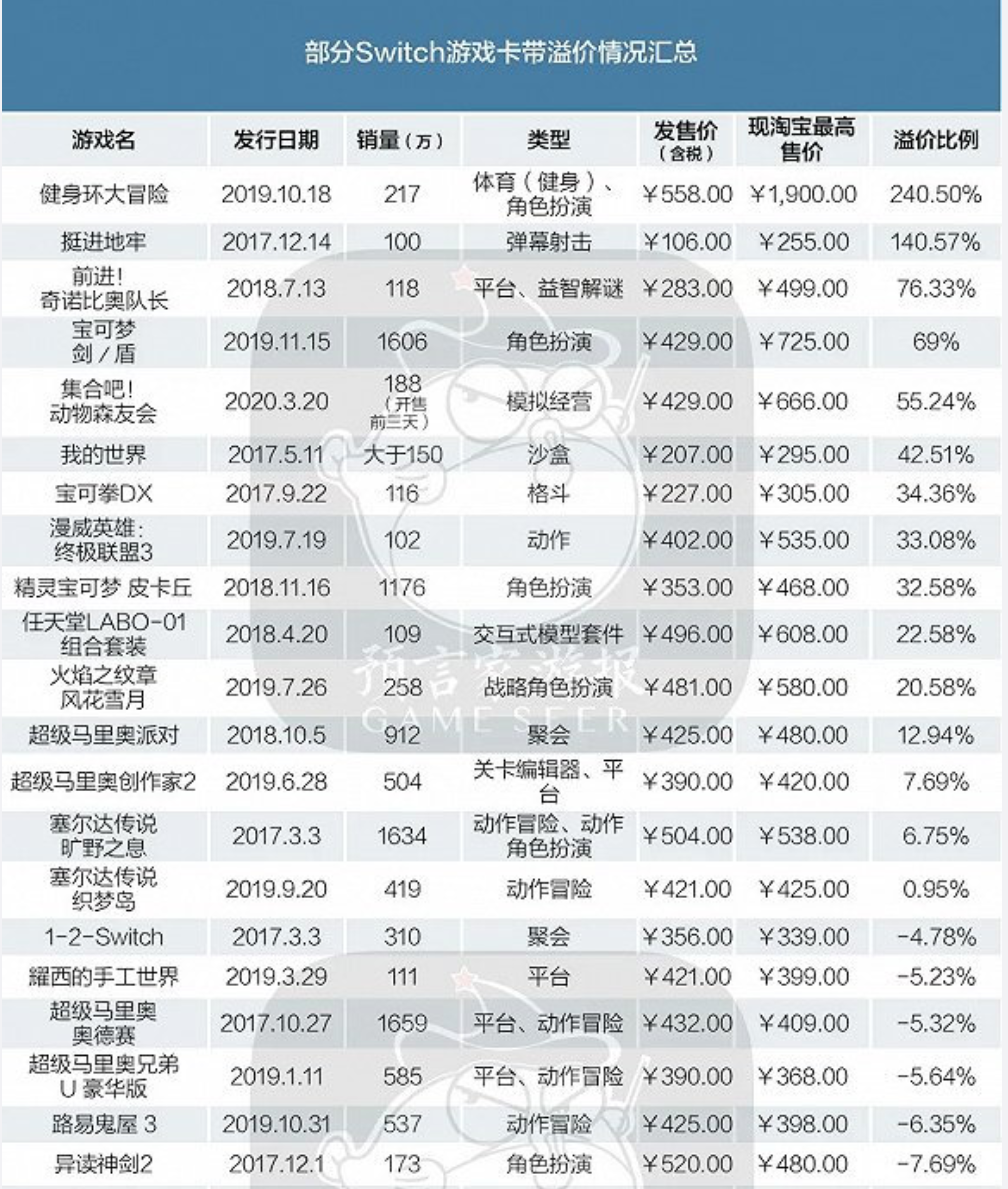 部分Switch游戏卡带溢价情况汇总
游戏名 发行日期 销量（万） 类型 发售价（含税） 现淘宝最高售价 溢价比例
健身环大冒险 2019.10.18 217 体育（健身）、角色扮演 ￥558.00 ￥1,900.00 240.50%
挺进地牢 2017.12.14 100 弹幕射击 ￥106.00 ￥255.00 140.57%
前进！奇诺比奥队长 2018.7.13 118 平台、益智解谜 ￥283.00 ￥499.00 76.33%
宝可梦 剑／盾 2019.11.15 1606 角色扮演 ￥429.00 ￥725.00 69%
集合吧！动物森友会 2020.3.20 188（开售前三天） 模拟经营 ￥429.00 ￥666.00 55.24%
我的世界 2017.5.11 大于150 沙盒 ￥207.00 ￥295.00 42.51%
宝可拳DX 2017.9.22 116 格斗 ￥227.00 ￥305.00 34.36%
漫威英雄：终极联盟3 2019.7.19 102 动作 ￥402.00 ￥535.00 33.08%
精灵宝可梦 皮卡丘 2018.11.16 1176 角色扮演 ￥353.00 ￥468.00 32.58%
任天堂LABO-01组合套装 2018.4.20 109 交互式模型套件 ￥496.00 ￥608.00 22.58%
火焰之纹章 风花雪月 2019.7.26 258 战略角色扮演 ￥481.00 ￥580.00 20.58%
超级马里奥派对 2018.10.5 912 聚会 ￥425.00 ￥480.00 12.94%
超级马里奥创作家2 2019.6.28 504 关卡编辑器、平台 ￥390.00 ￥420.00 7.69%
塞尔达传说 旷野之息 2017.3.3 1634 动作冒险、动作角色扮演 ￥504.00 ￥538.00 6.75%
塞尔达传说 织梦岛 2019.9.20 419 动作冒险 ￥421.00 ￥425.00 0.95%
1-2-Switch 2017.3.3 310 聚会 ￥356.00 ￥339.00 -4.78%
耀西的手工世界 2019.3.29 111 平台 ￥421.00 ￥399.00 -5.23%
超级马里奥 奥德赛 2017.10.27 1659 平台、动作冒险 ￥432.00 ￥409.00 -5.32%
超级马里奥兄弟 U 豪华版 2019.1.11 585 平台、动作冒险 ￥390.00 ￥368.00 -5.64%
路易鬼屋 3 2019.10.31 537 动作冒险 ￥425.00 ￥398.00 -6.35%
异读神剑2 2017.12.1 173 角色扮演 ￥520.00 ￥480.00 -7.69%
预言家游报
GAME SEER